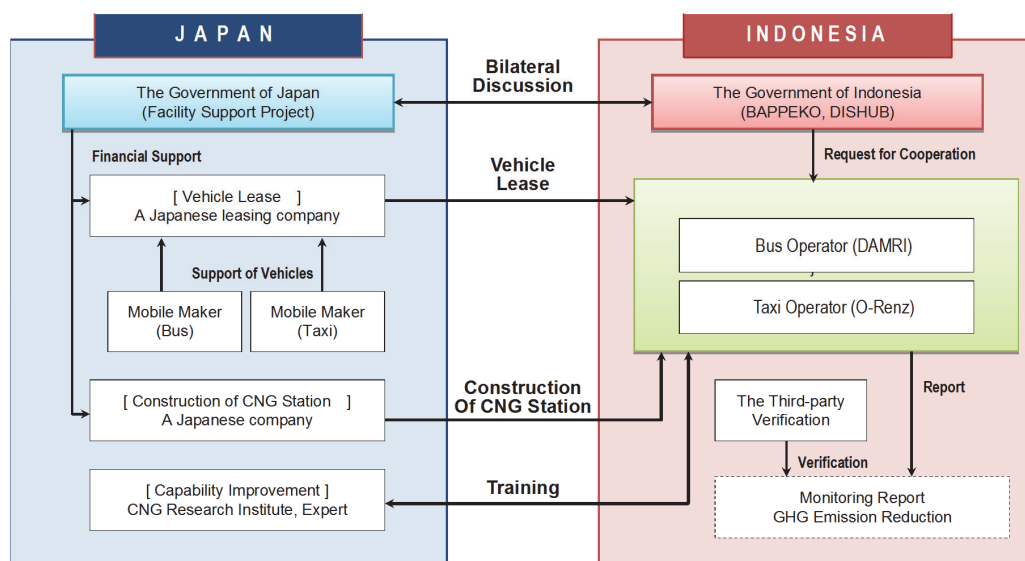 JAPAN
INDONESIA
The Government of Japan
(Facility Support Project)
Bilateral
Discussion
The Government of Indonesia
(BAPPEKO, DISHUB)
Financial Support
Request for Cooperation
[ Vehicle Lease ]
A Japanese leasing company
Vehicle
Lease
Support of Vehicles
Mobile Maker
(Bus)
Mobile Maker
(Taxi)
Bus Operator (DAMRI)
Taxi Operator (O-Renz)
[ Construction of CNG Station ]
A Japanese company
Construction
Of CNG Station
Report
The Third-party
Verification
Verification
[ Capability Improvement ]
CNG Research Institute, Expert
Training
Monitoring Report
GHG Emission Reduction